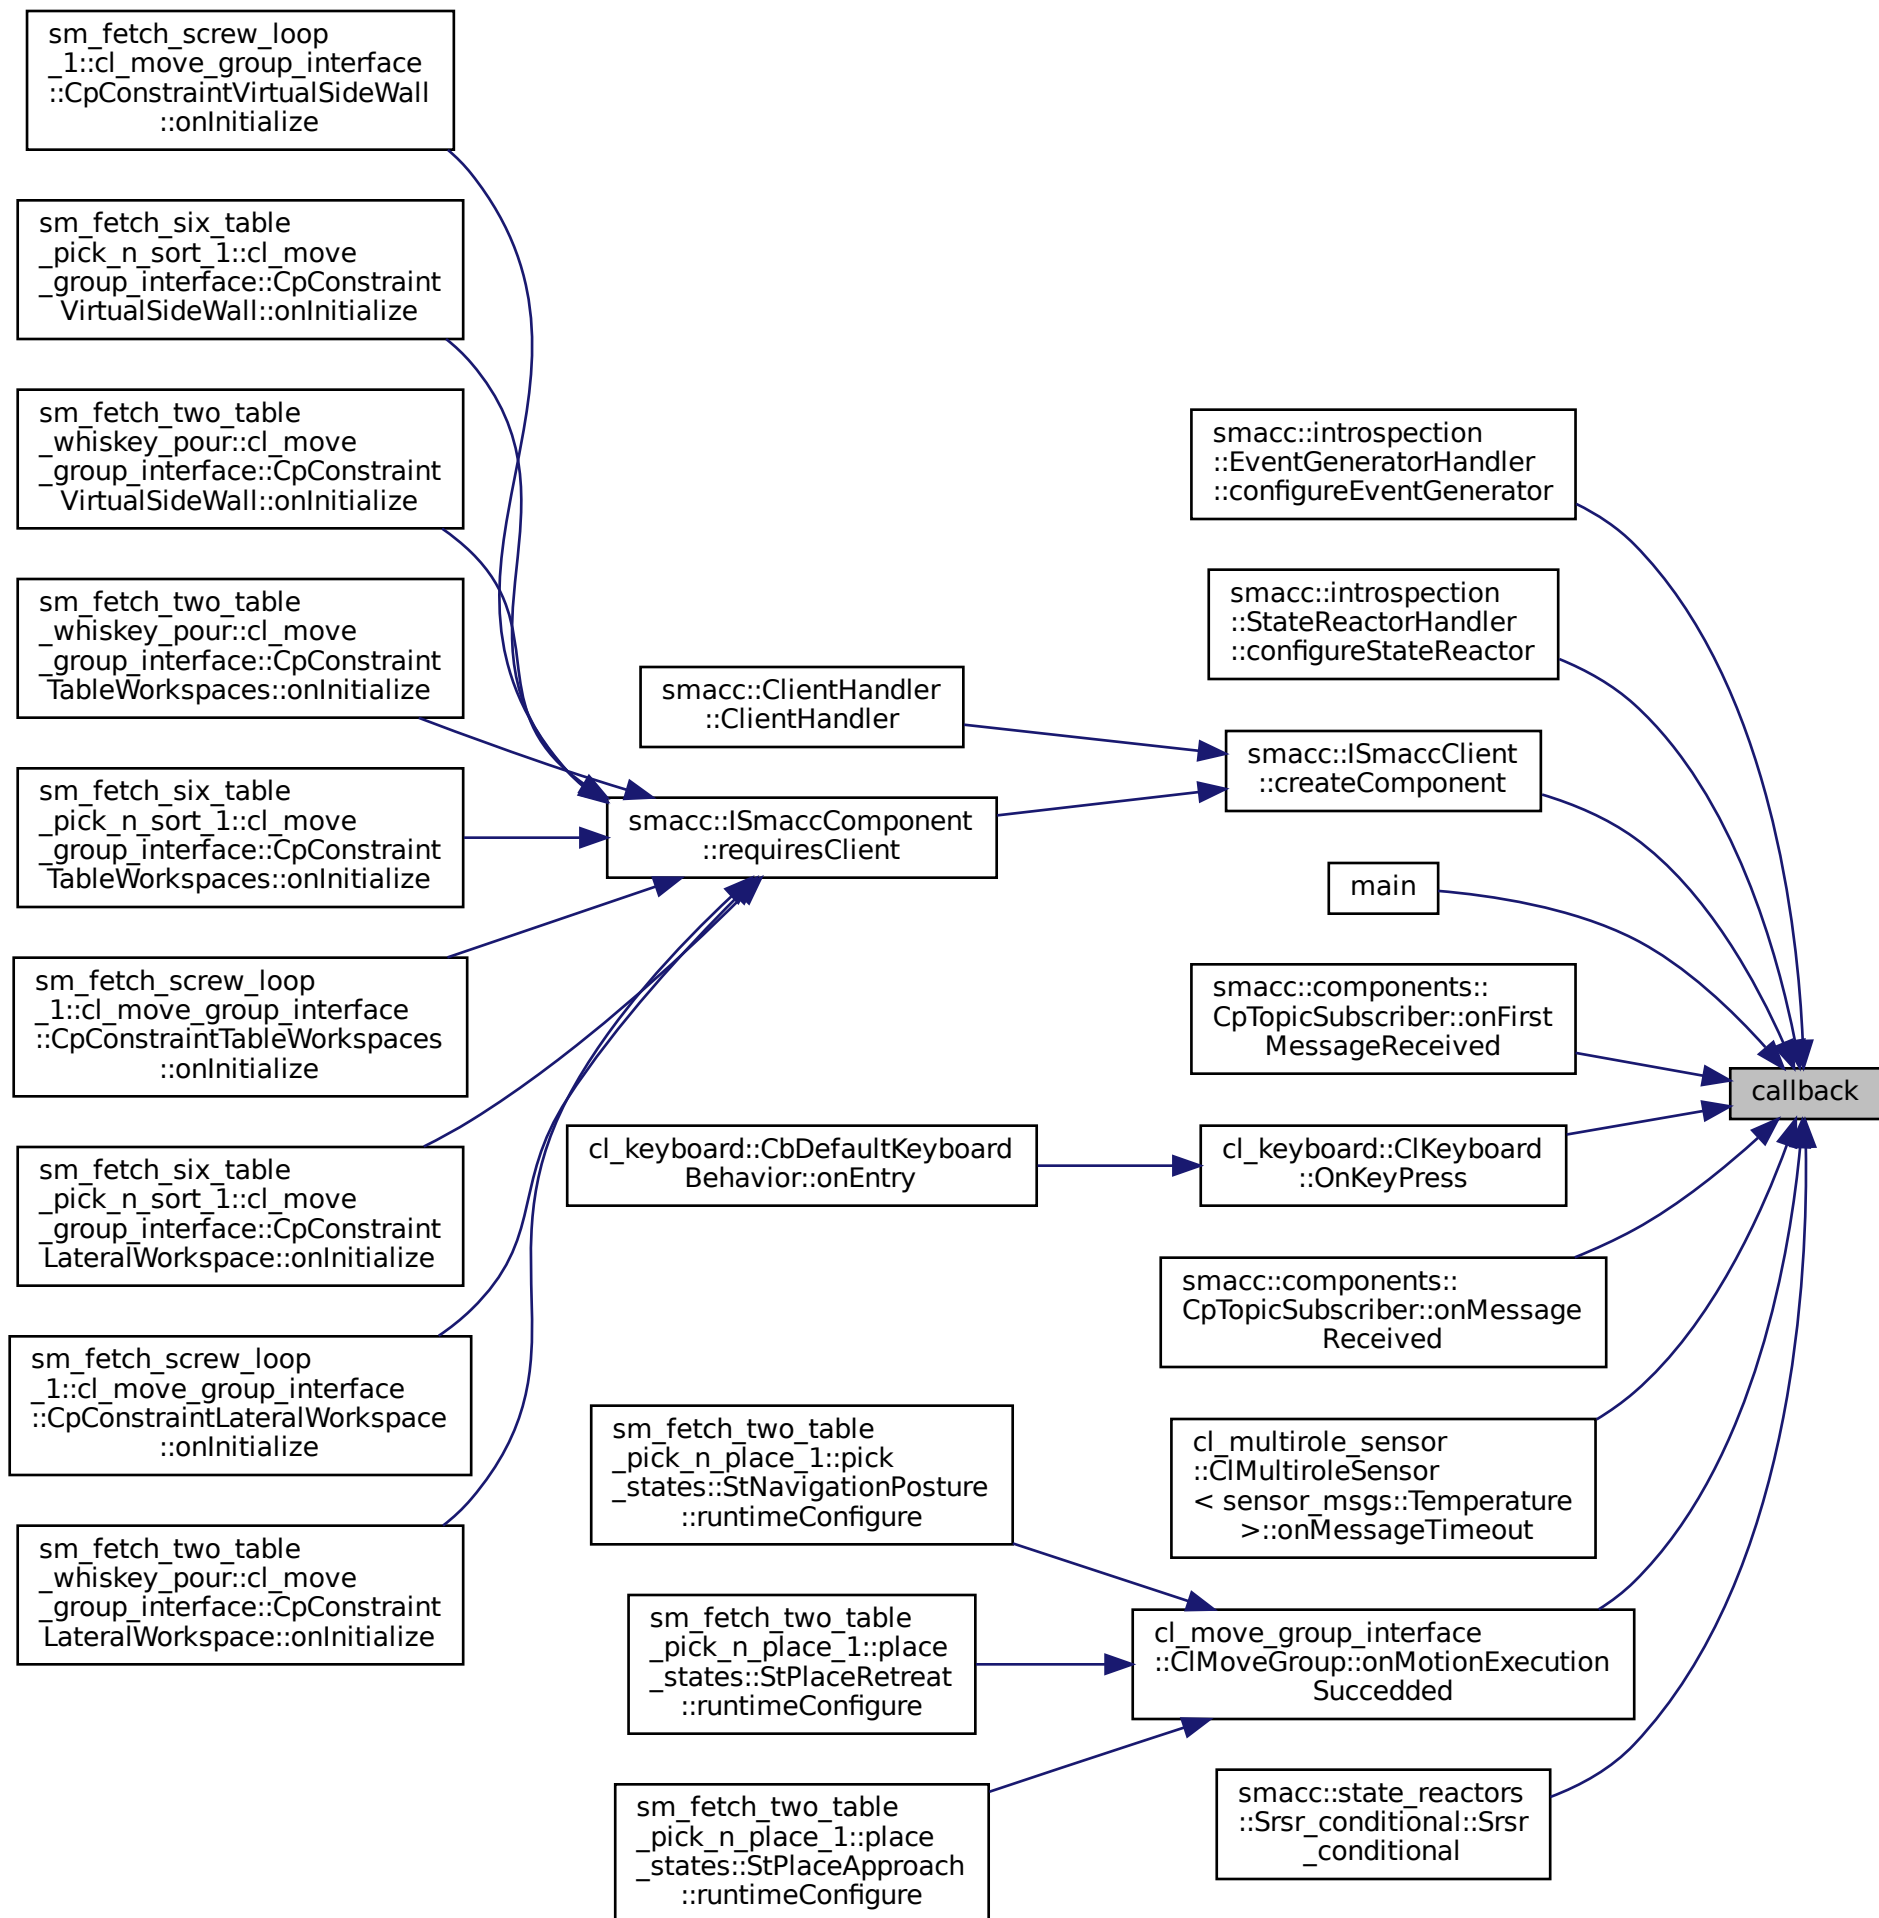 sm_fetch_screw_loop
_1::cl_move_group_interface
::CpConstraintVirtualSideWall
::onInitialize
sm_fetch_six_table
_pick_n_sort_1::cl_move
_group_interface::CpConstraint
VirtualSideWall::onInitialize
sm_fetch_two_table
_whiskey_pour::cl_move
_group_interface::CpConstraint
VirtualSideWall::onInitialize
sm_fetch_two_table
_whiskey_pour::cl_move
_group_interface::CpConstraint
TableWorkspaces::onInitialize
sm_fetch_six_table
_pick_n_sort_1::cl_move
_group_interface::CpConstraint
TableWorkspaces::onInitialize
sm_fetch_screw_loop
_1::cl_move_group_interface
::CpConstraintTableWorkspaces
::onInitialize
sm_fetch_six_table
_pick_n_sort_1::cl_move
_group_interface::CpConstraint
LateralWorkspace::onInitialize
sm_fetch_screw_loop
_1::cl_move_group_interface
::CpConstraintLateralWorkspace
::onInitialize
sm_fetch_two_table
_whiskey_pour::cl_move
_group_interface::CpConstraint
LateralWorkspace::onInitialize
smacc::ClientHandler
::ClientHandler
smacc::ISmaccComponent
::requiresClient
cl_keyboard::CbDefaultKeyboard
Behavior::onEntry
sm_fetch_two_table
_pick_n_place_1::pick
_states::StNavigationPosture
::runtimeConfigure
sm_fetch_two_table
_pick_n_place_1::place
_states::StPlaceRetreat
::runtimeConfigure
sm_fetch_two_table
_pick_n_place_1::place
_states::StPlaceApproach
::runtimeConfigure
smacc::introspection
::EventGeneratorHandler
::configureEventGenerator
smacc::introspection
::StateReactorHandler
::configureStateReactor
smacc::ISmaccClient
::createComponent
main
smacc::components::
CpTopicSubscriber::onFirst
MessageReceived
cl_keyboard::ClKeyboard
::OnKeyPress
smacc::components::
CpTopicSubscriber::onMessage
Received
cl_multirole_sensor
::ClMultiroleSensor
< sensor_msgs::Temperature
>::onMessageTimeout
cl_move_group_interface
::ClMoveGroup::onMotionExecution
Succedded
smacc::state_reactors
::Srsr_conditional::Srsr
_conditional
callback